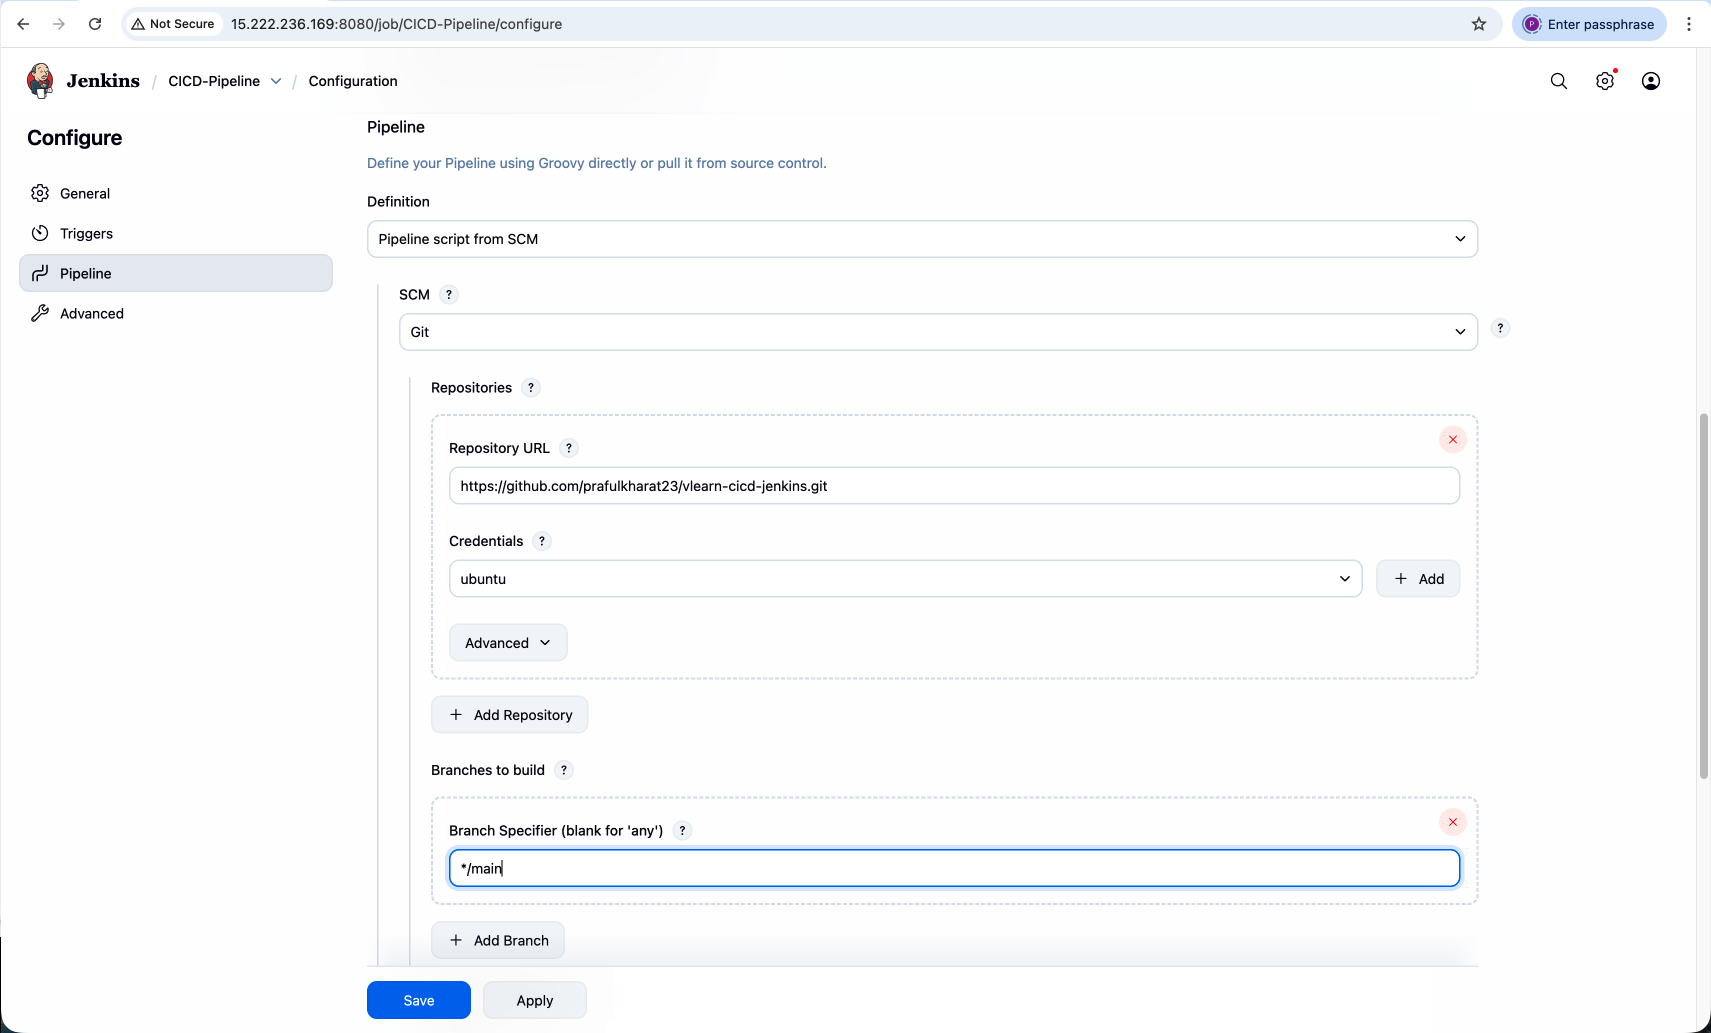 Not Secure 15.222.236.169:8080/job/CICD-Pipeline/configure P Enter passphrase
Jenkins / CICD-Pipeline / Configuration
Configure
General
Triggers
Pipeline
Advanced
Pipeline
Define your Pipeline using Groovy directly or pull it from source control.
Definition
Pipeline script from SCM
SCM ?
Git
?
Repositories ?
Repository URL ?
https://github.com/prafulkharat23/vlearn-cicd-jenkins.git
Credentials ?
ubuntu
+ Add
Advanced
+ Add Repository
Branches to build ?
Branch Specifier (blank for 'any') ?
*/main
+ Add Branch
Save Apply